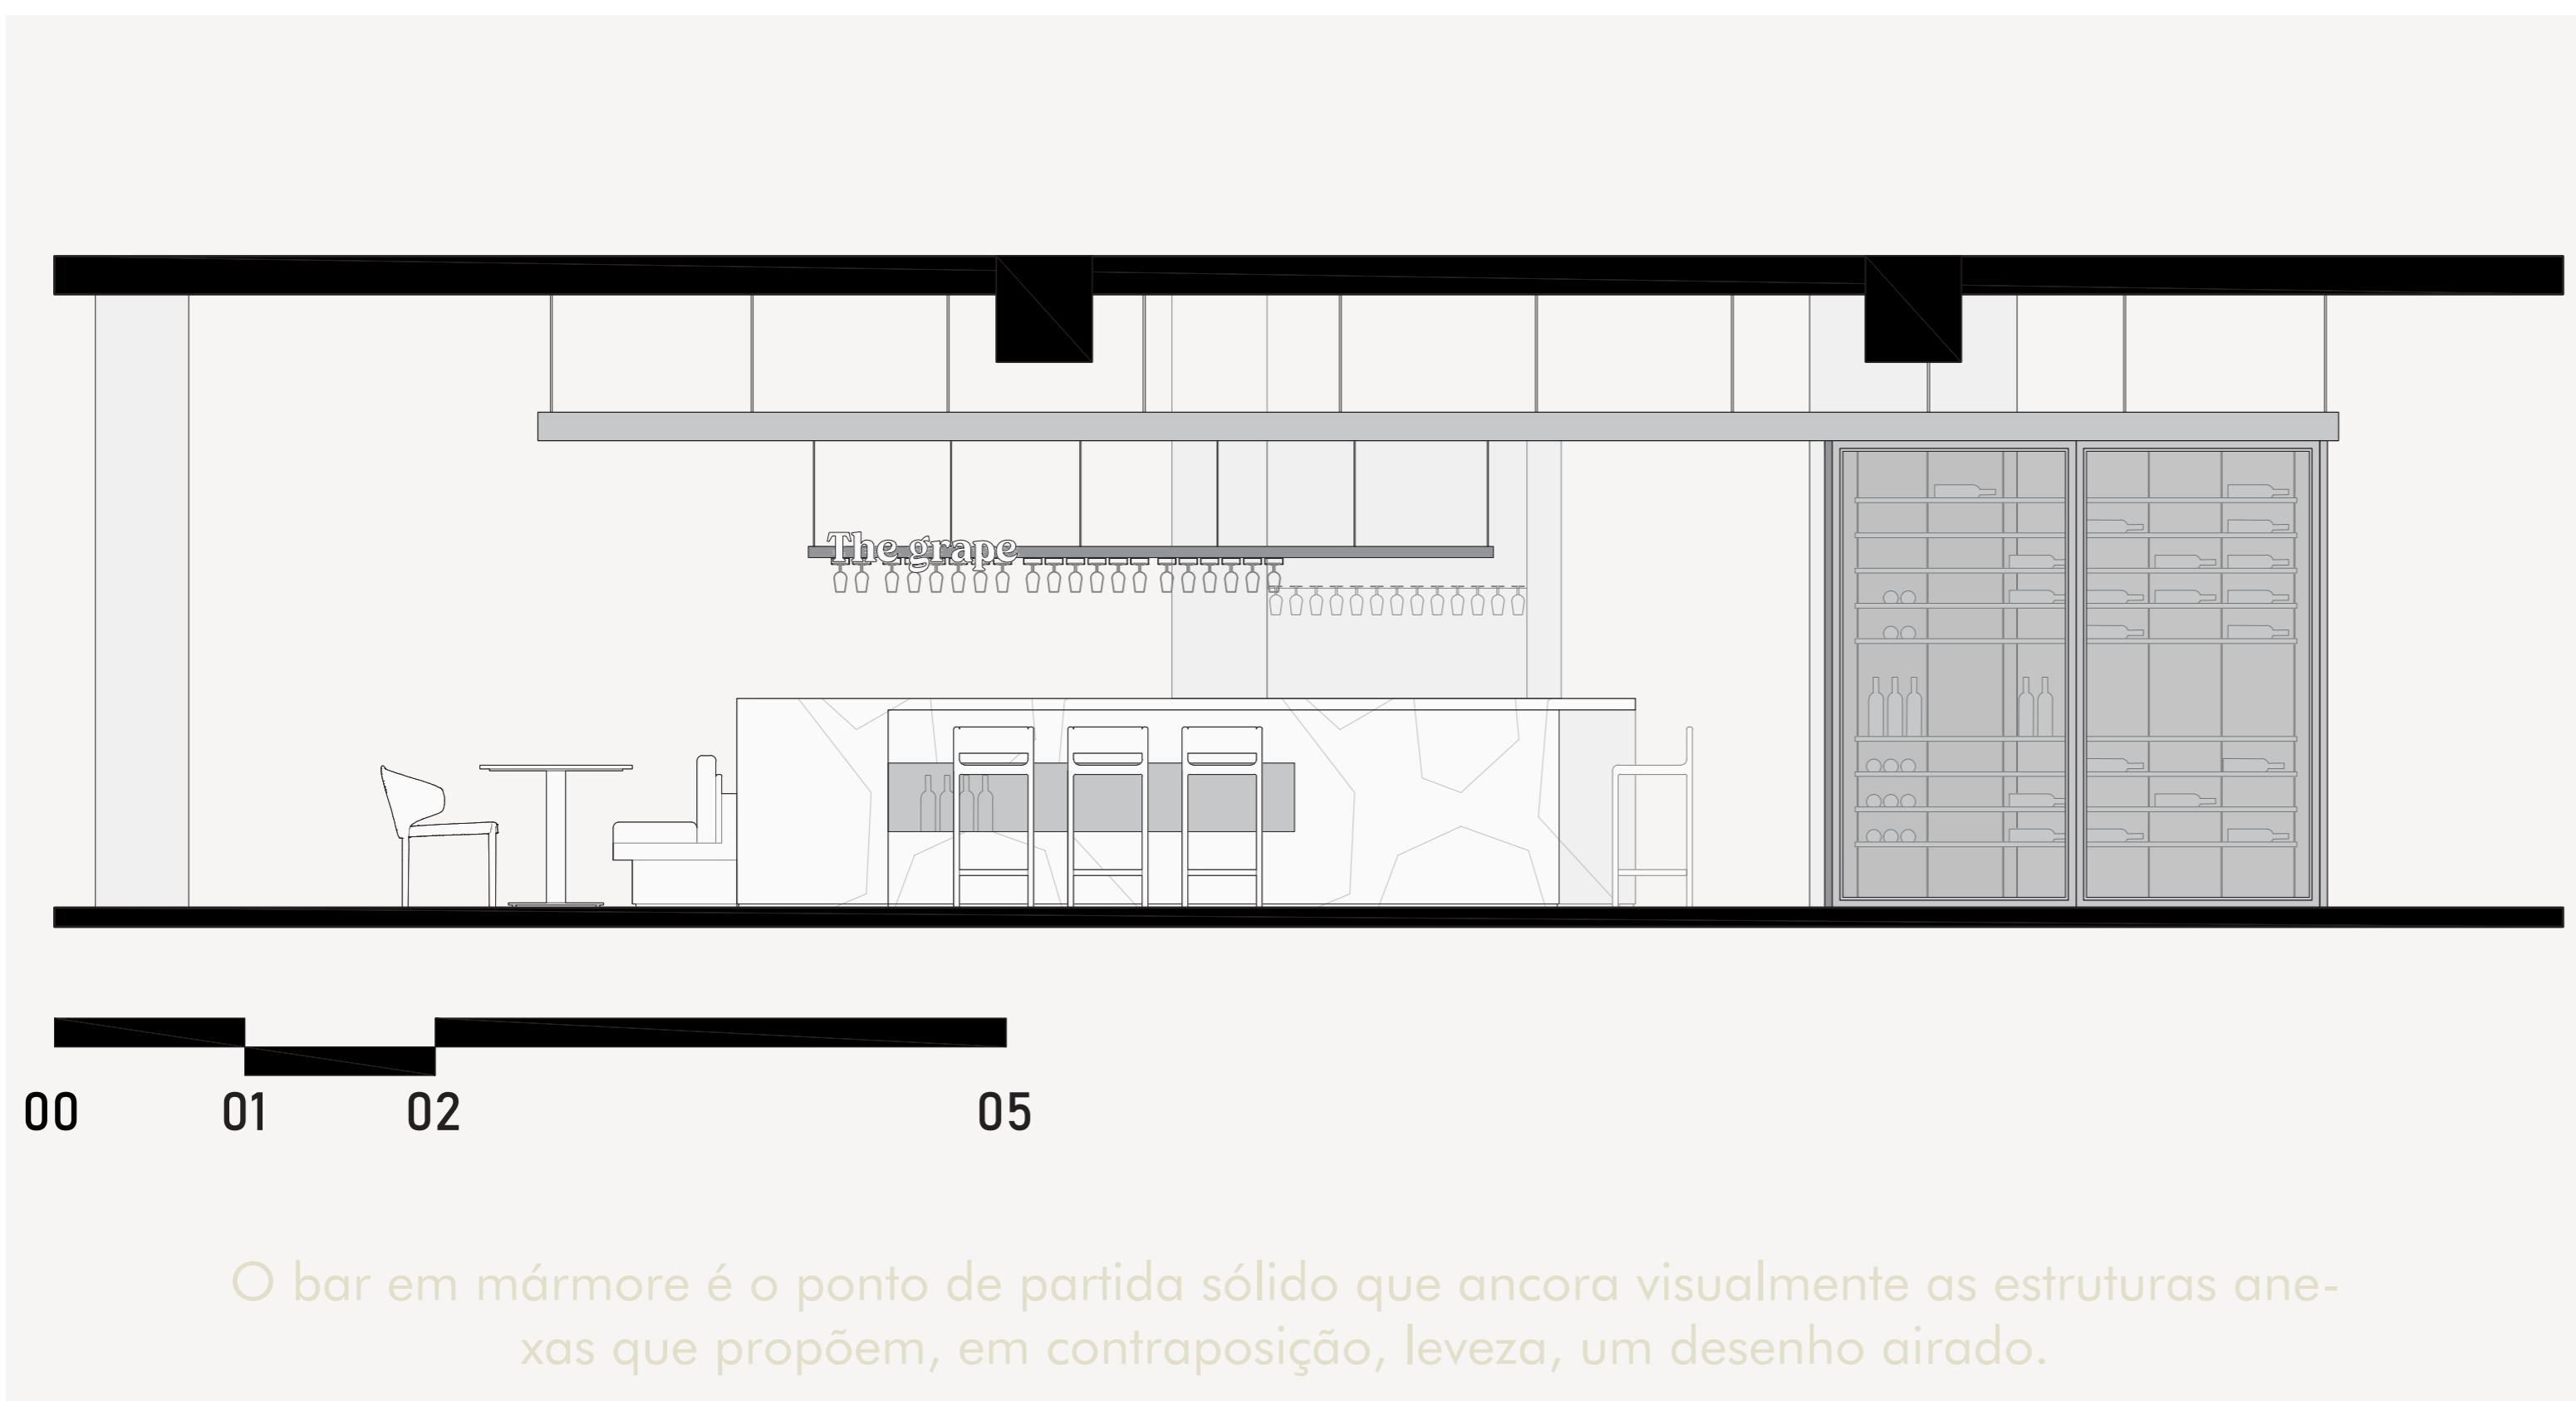 The grape
00 01 02 05
O bar em mármore é o ponto de partida sólido que ancora visualmente as estruturas ane-
xas que propõem, em contraposição, leveza, um desenho airado.